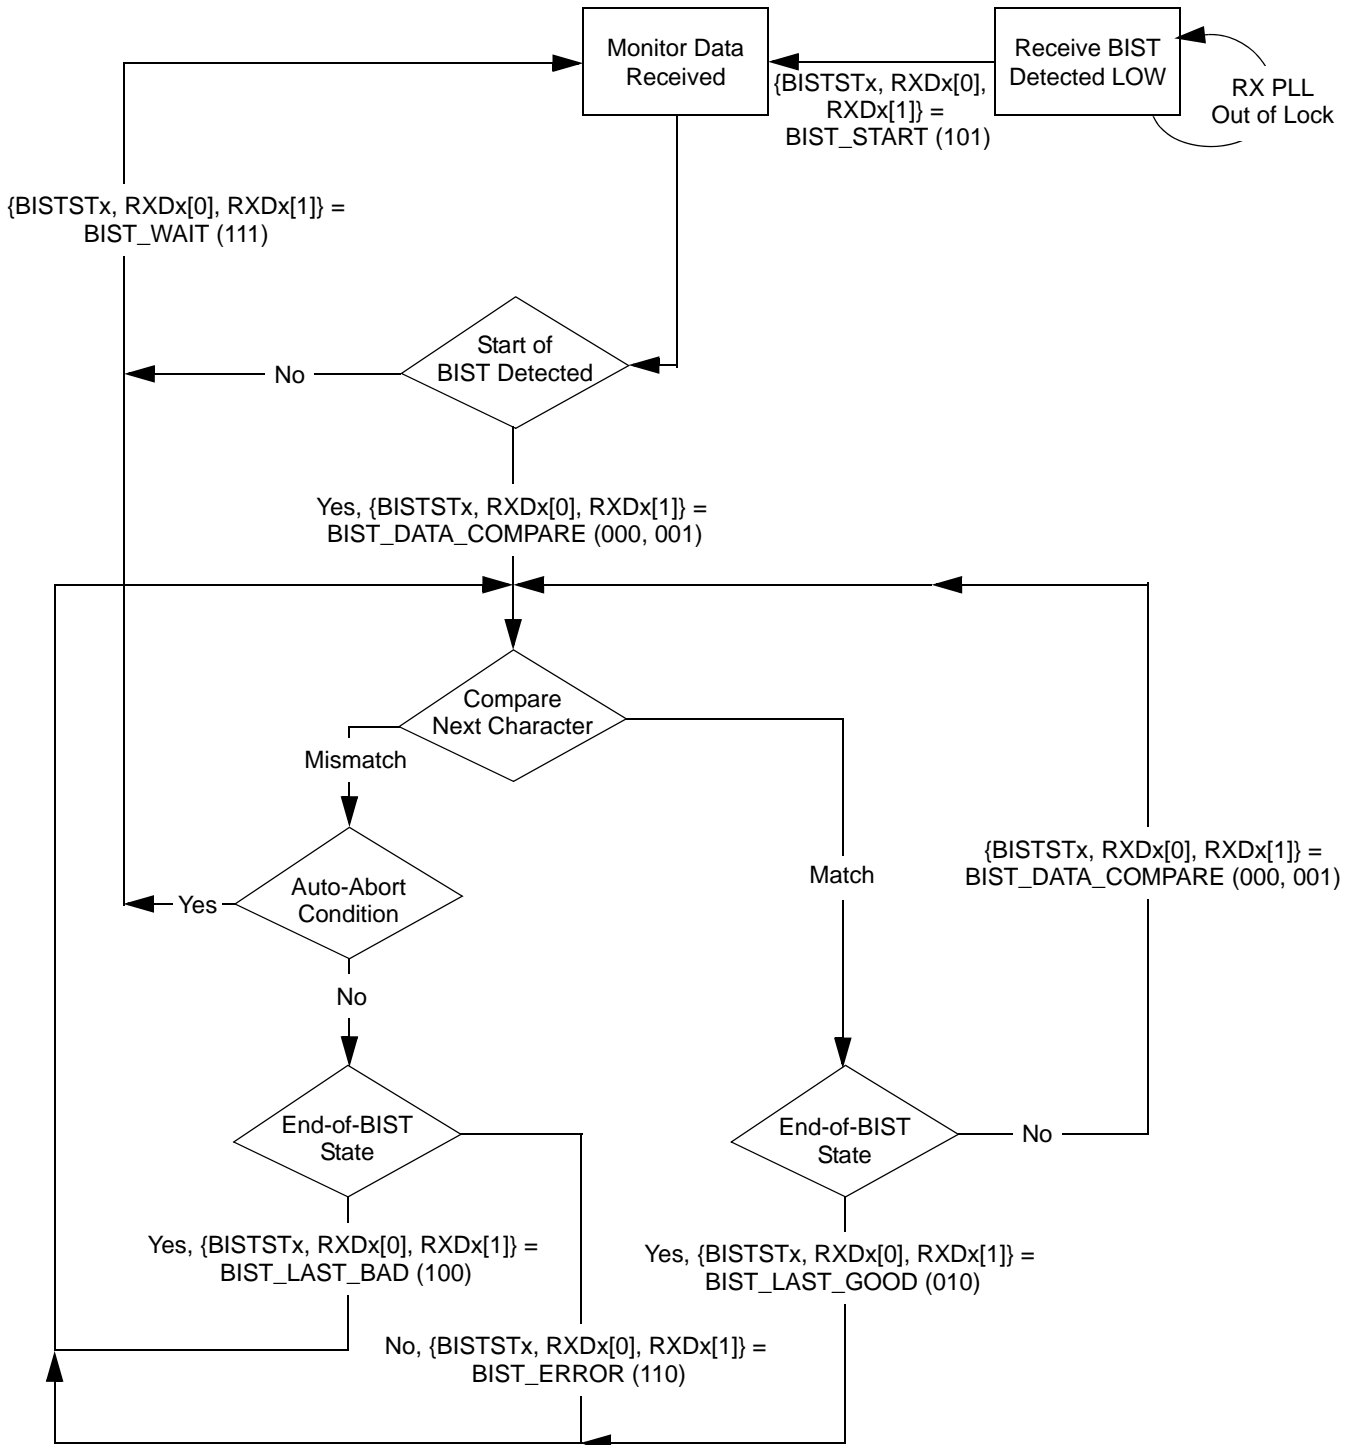 Monitor Data
Received
Receive BIST
Detected LOW
RX PLL
Out of Lock
{BISTSTx, RXDx[0],
RXDx[1]} =
BIST_START (101)
{BISTSTx, RXDx[0], RXDx[1]} =
BIST_WAIT (111)
Start of
BIST Detected
No
Yes, {BISTSTx, RXDx[0], RXDx[1]} =
BIST_DATA_COMPARE (000, 001)
Compare
Next Character
Mismatch
Match
{BISTSTx, RXDx[0], RXDx[1]} =
BIST_DATA_COMPARE (000, 001)
Auto-Abort
Condition
Yes
No
End-of-BIST
State
End-of-BIST
State
No
Yes, {BISTSTx, RXDx[0], RXDx[1]} =
BIST_LAST_BAD (100)
Yes, {BISTSTx, RXDx[0], RXDx[1]} =
BIST_LAST_GOOD (010)
No, {BISTSTx, RXDx[0], RXDx[1]} =
BIST_ERROR (110)